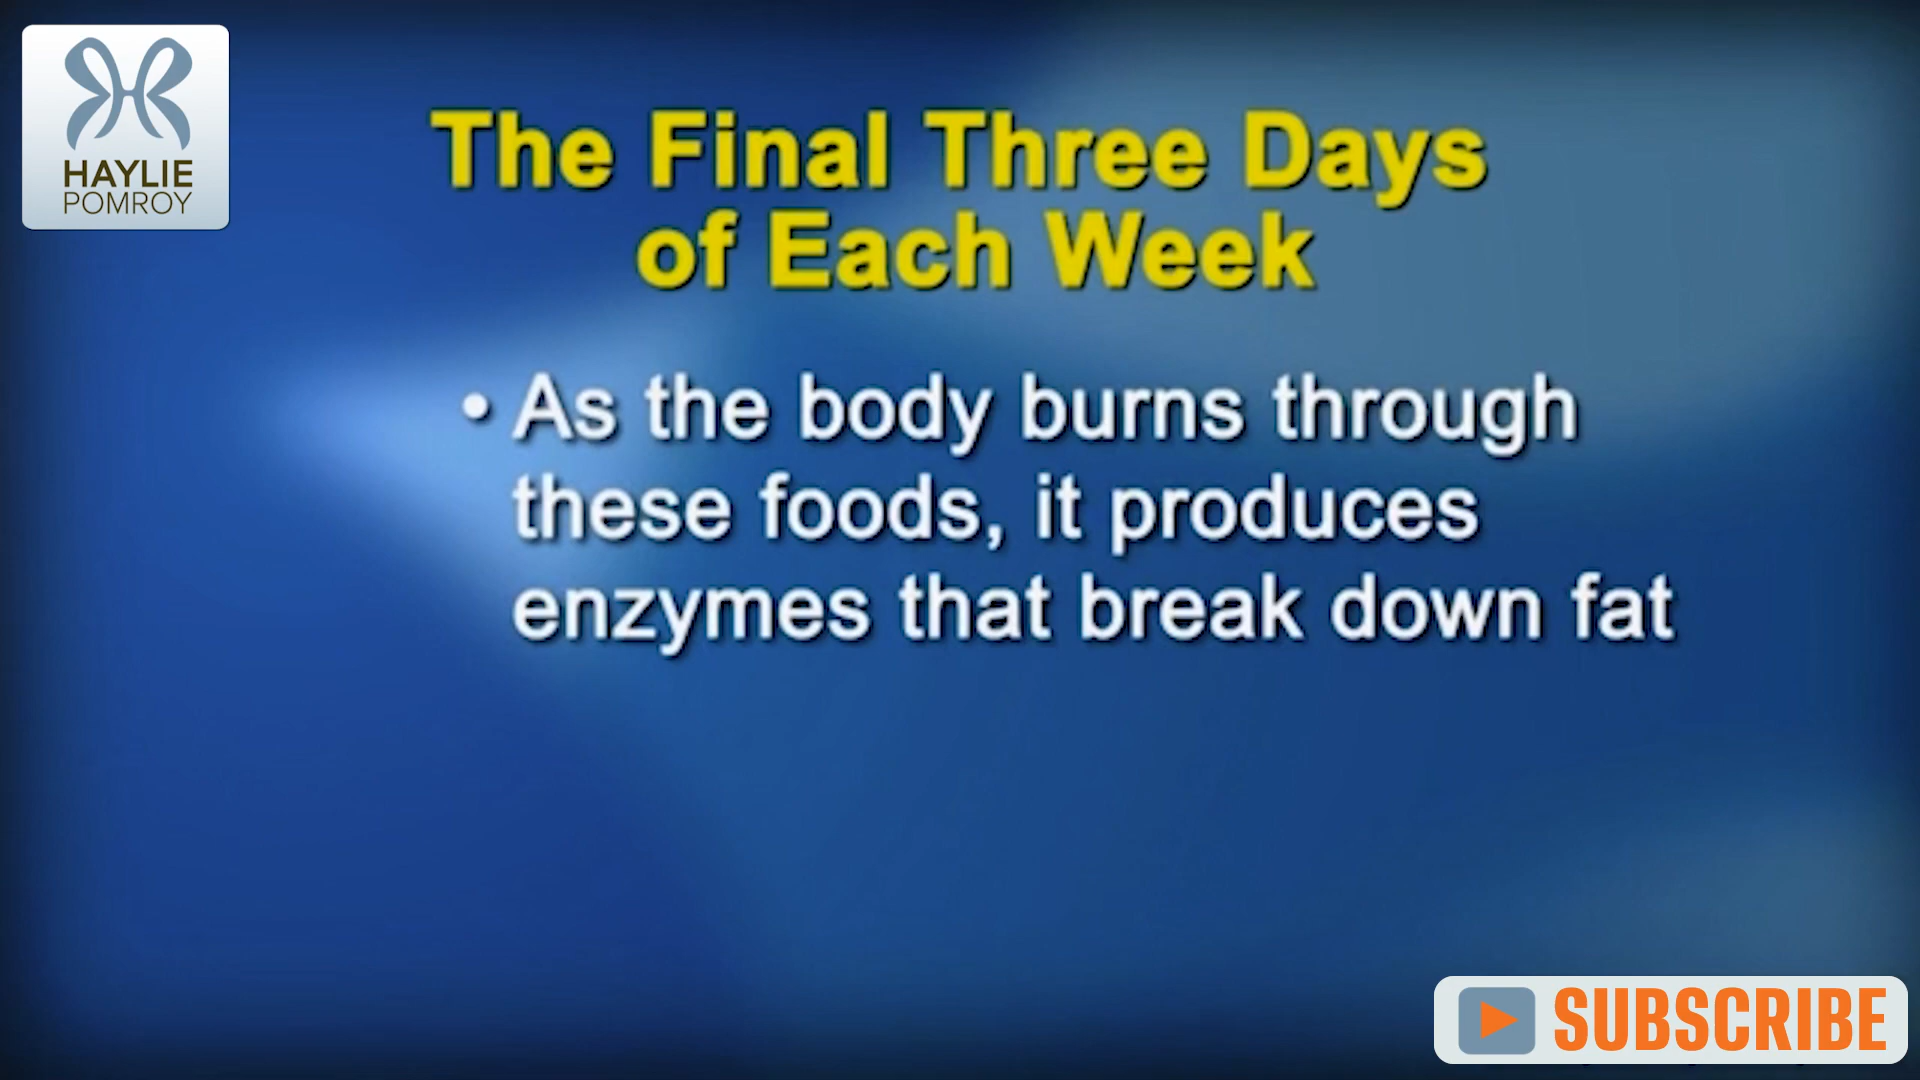 HAYLIE
POMROY
The Final Three Days
of Each Week
• As the body burns through
these foods, it produces
enzymes that break down fat
SUBSCRIBE